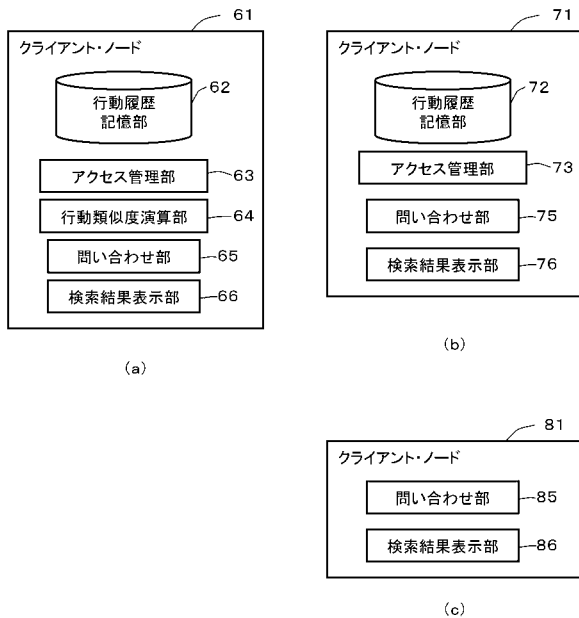 61
クライアント・ノード
行動履歴
記憶部
62
アクセス管理部
63
行動類似度演算部
64
問い合わせ部
65
検索結果表示部
66
(a)
71
クライアント・ノード
行動履歴
記憶部
72
アクセス管理部
73
問い合わせ部
75
検索結果表示部
76
(b)
81
クライアント・ノード
問い合わせ部
85
検索結果表示部
86
(c)